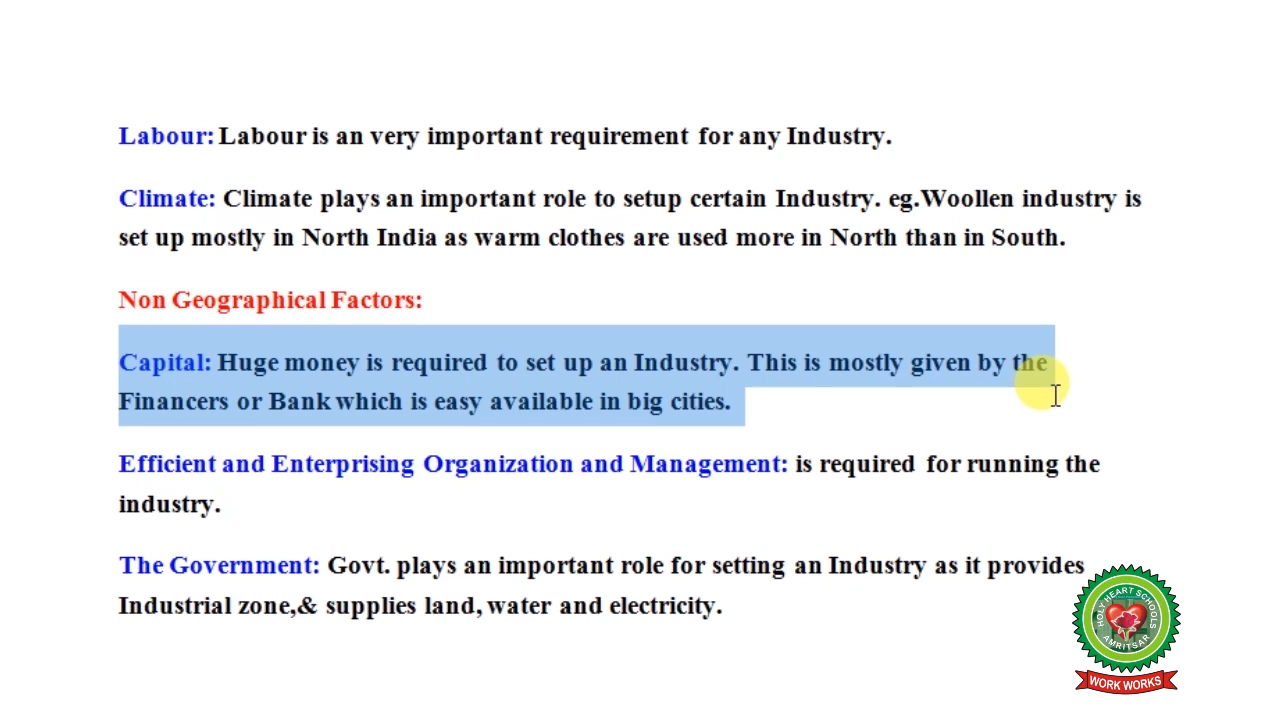 Labour: Labour is an very important requirement for any Industry.
Climate: Climate plays an important role to setup certain Industry. eg.Woollen industry is
set up mostly in North India as warm clothes are used more in North than in South.
Non Geographical Factors:
Capital: Huge money is required to set up an Industry. This is mostly given by the
Financers or Bank which is easy available in big cities.
Efficient and Enterprising Organization and Management: is required for running the
industry.
The Government: Govt. plays an important role for setting an Industry as it provides
Industrial zone,& supplies land, water and electricity.
HOLY HEART SCHOOLS
AMRITSAR
WORK WORKS